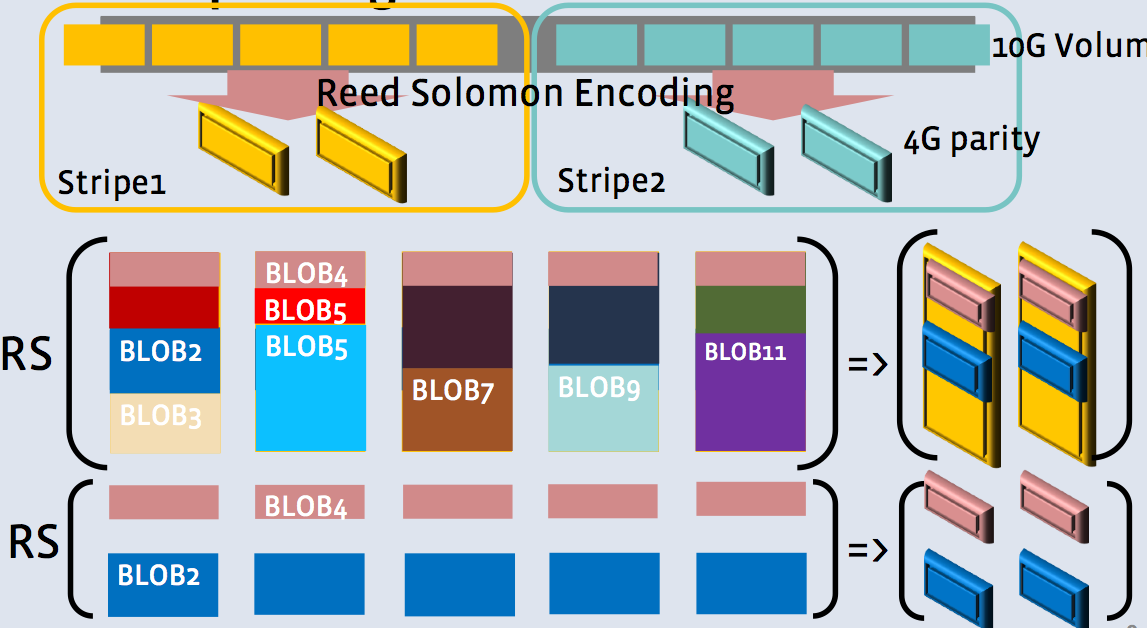 10G Volum
Reed Solomon Encoding
4G parity
Stripe1
Stripe2
RS
BLOB4
BLOB5
BLOB2
BLOB5
BLOB11
BLOB7
BLOB9
BLOB3
=>
RS
BLOB4
BLOB2
=>